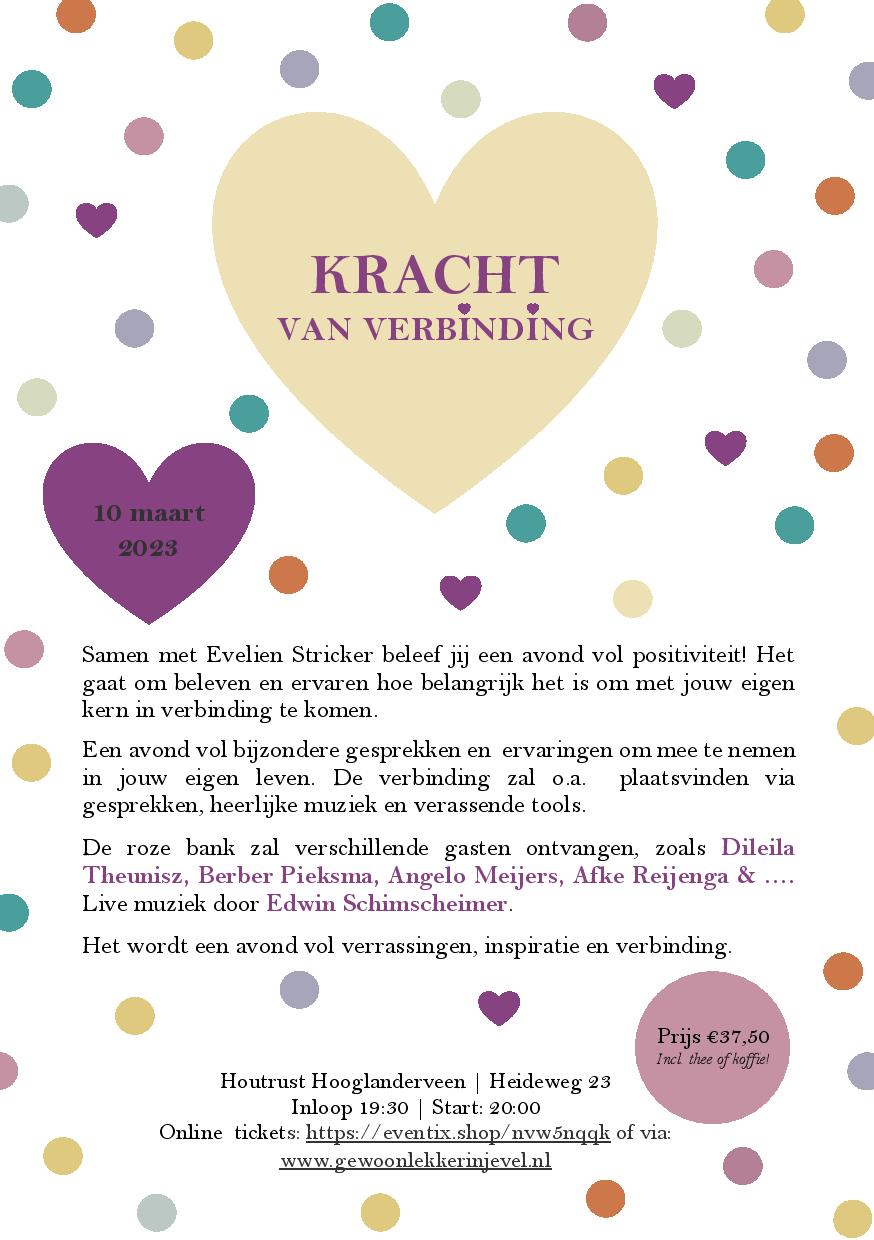 KRACHT
VAN VERBINDING
10 maart
2023
Samen met Evelien Stricker beleef jij een avond vol positiviteit! Het
gaat om beleven en ervaren hoe belangrijk het is om met jouw eigen
kern in verbinding te komen.
Een avond vol bijzondere gesprekken en ervaringen om mee te nemen
in jouw eigen leven. De verbinding zal o.a. plaatsvinden via
gesprekken, heerlijke muziek en verassende tools.
De roze bank zal verschillende gasten ontvangen, zoals Dileila
Theunisz, Berber Pieksma, Angelo Meijers, Afke Reijenga & ....
Live muziek door Edwin Schimscheimer.
Het wordt een avond vol verrassingen, inspiratie en verbinding.
Prijs €37,50
Incl. thee of koffie!
Houtrust Hooglanderveen | Heideweg 23
Inloop 19:30 | Start: 20:00
Online tickets: https://eventix.shop/nvw5nqqk of via:
www.gewoonlekkerinjevel.nl